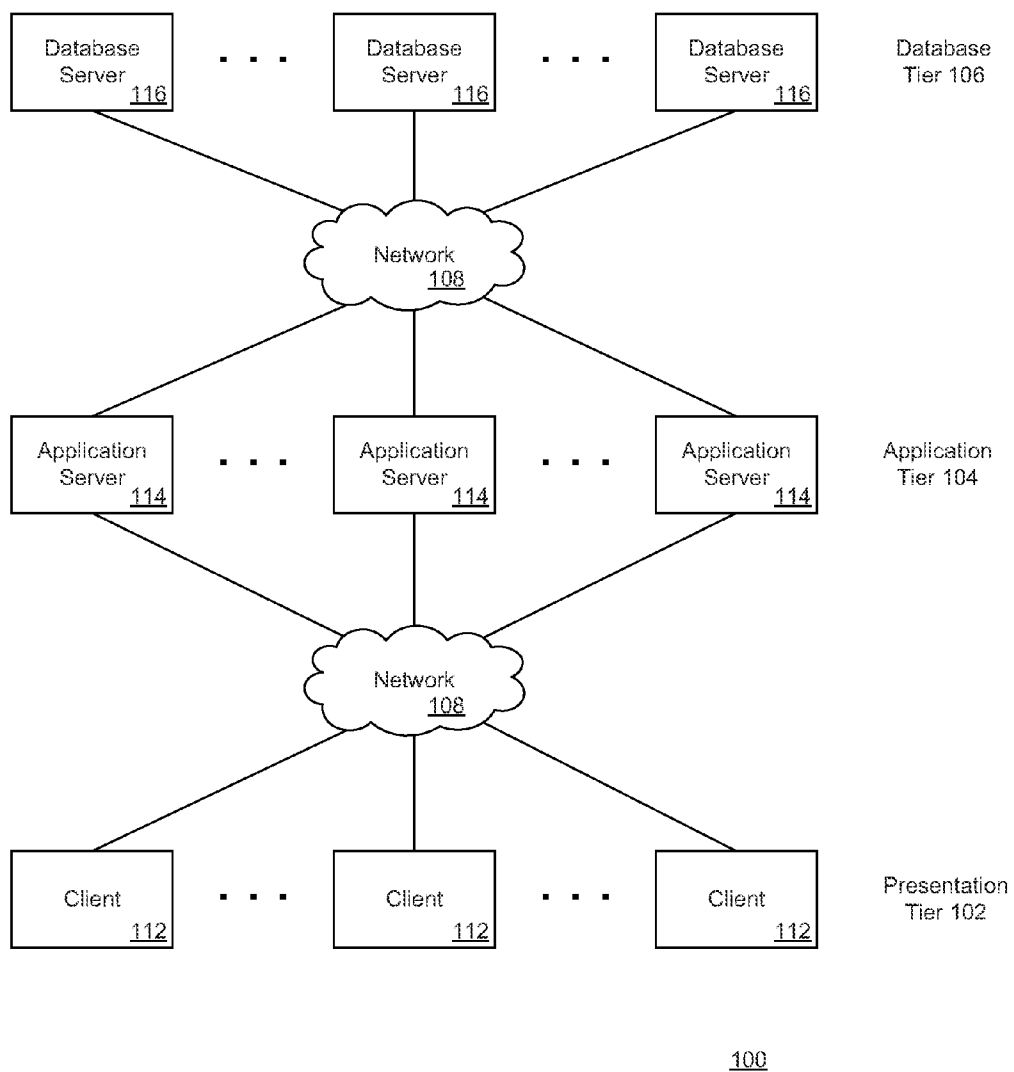 Database
Server
116
Database
Server
116
Database
Server
116
Database
Tier 106
Network
108
Application
Server
114
Application
Server
114
Application
Server
114
Application
Tier 104
Network
108
Client
112
Client
112
Client
112
Presentation
Tier 102
100